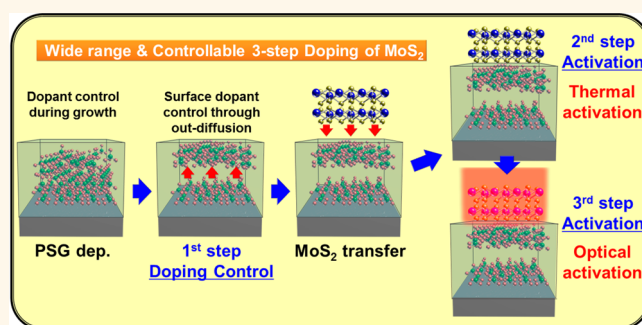 Wide range & Controllable 3-step Doping of MoS2
Dopant control
during growth
PSG dep.
Surface dopant
control through
out-diffusion
1st step
Doping Control
MoS2 transfer
2nd step
Activation
Thermal
activation
3rd step
Activation
Optical
activation